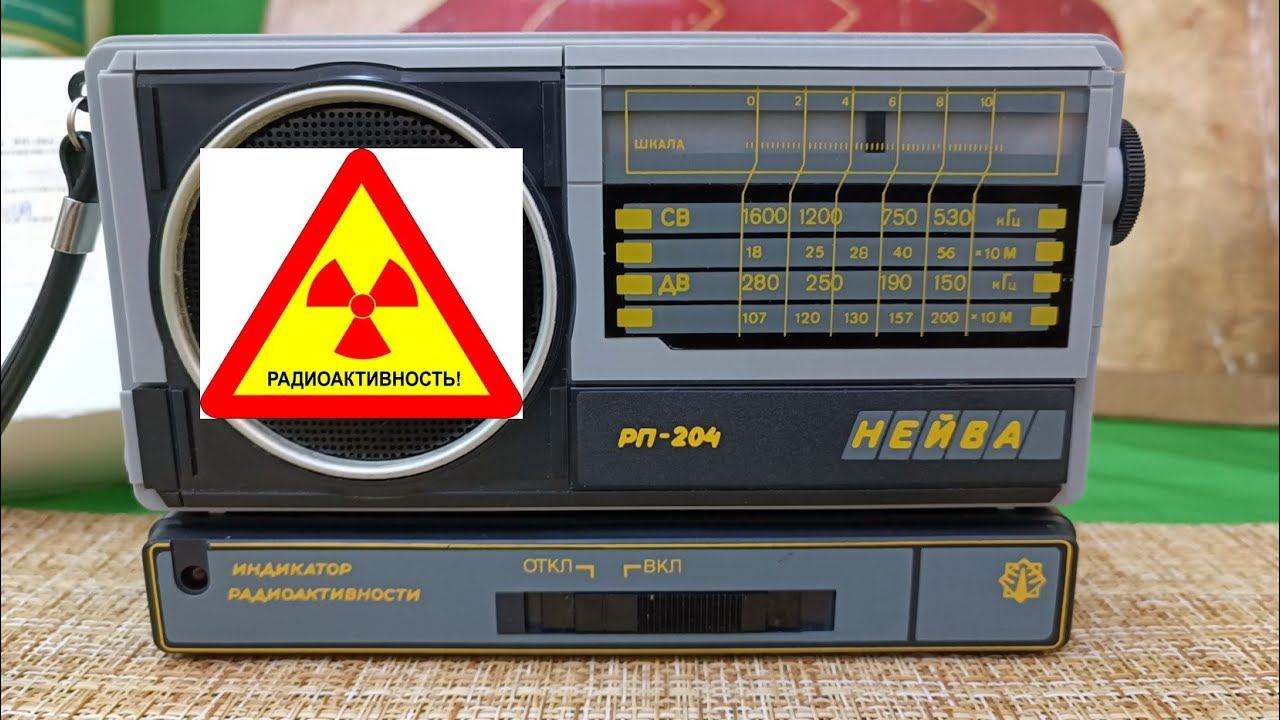 0 2 4 6 8 10
ШКАЛА
СВ 1600 1200 750 530 кГц
18 25 28 40 56 ×10 М
ДВ 280 250 190 150 кГц
107 120 130 157 200 ×10 М
РАДИОАКТИВНОСТЬ!
РП-204 НЕЙВА
ОТКЛ ВКЛ
ИНДИКАТОР
РАДИОАКТИВНОСТИ